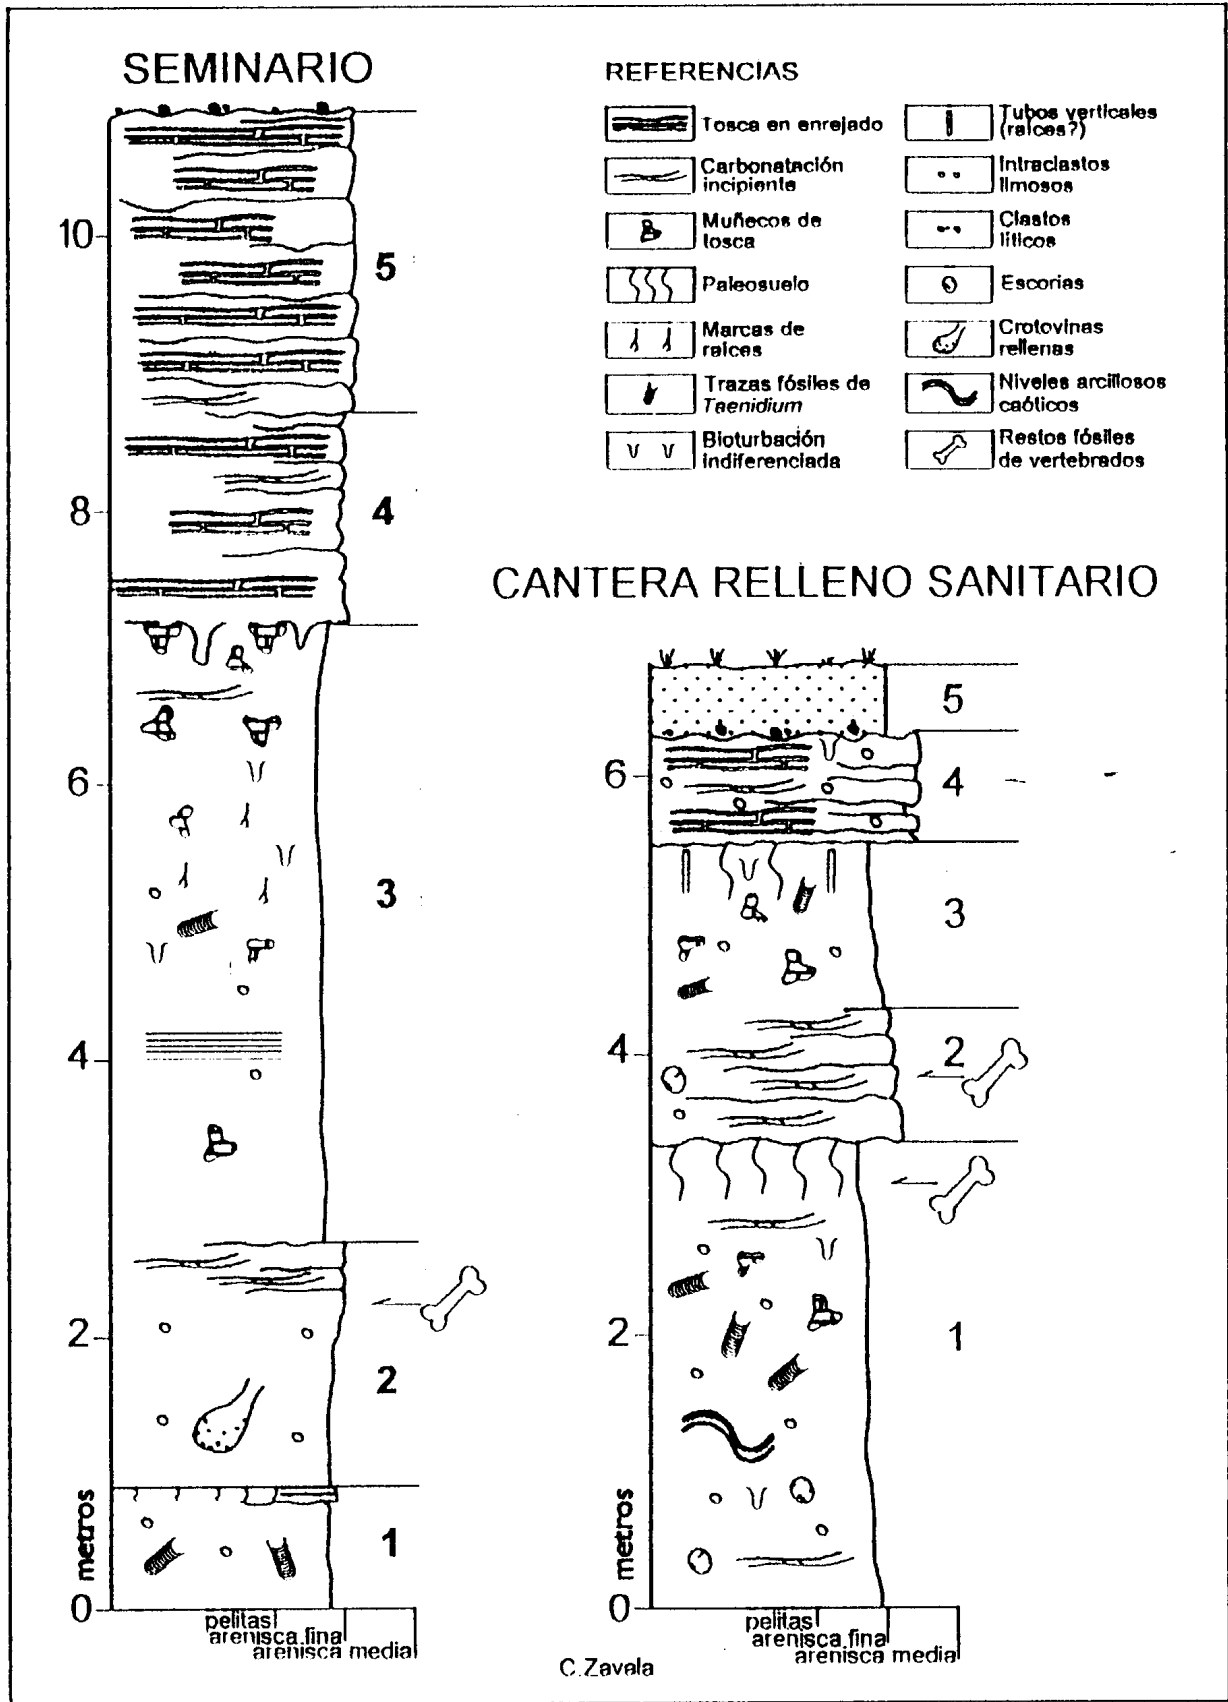 SEMINARIO
10
8
6
4
2
0
metros
5
4
3
2
1
pelitas
arenisca fina
arenisca media
REFERENCIAS
Tosca en enrejado
Carbonatación
incipiente
Muñecos de
tosca
Paleosuelo
Marcas de
raíces
Trazas fósiles de
Taenidium
Bioturbación
indiferenciada
Tubos verticales
(raíces?)
Intraclastos
limosos
Clastos
líticos
Escorias
Crotovinas
rellenas
Niveles arcillosos
caóticos
Restos fósiles
de vertebrados
CANTERA RELLENO SANITARIO
6
4
2
0
metros
5
4
3
2
1
pelitas
arenisca fina
arenisca media
C.Zavala